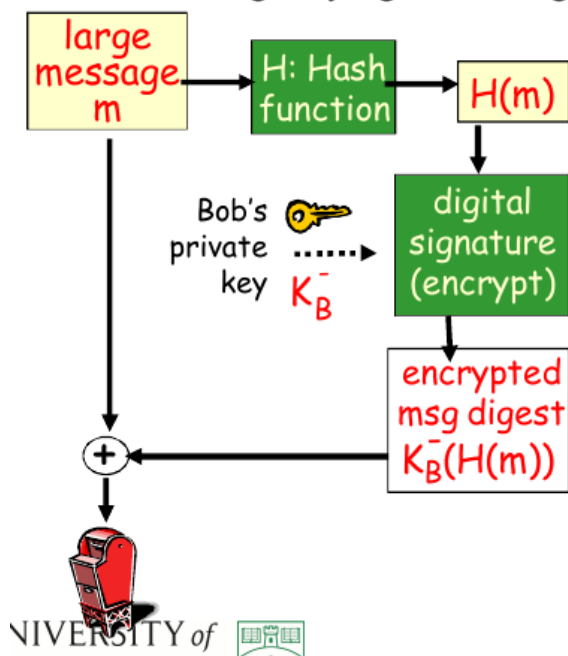 large
message
m
H: Hash
function
H(m)
Bob's
private
key
K_B^-
digital
signature
(encrypt)
encrypted
msg digest
K_B^-(H(m))
+
NIVERSITY of